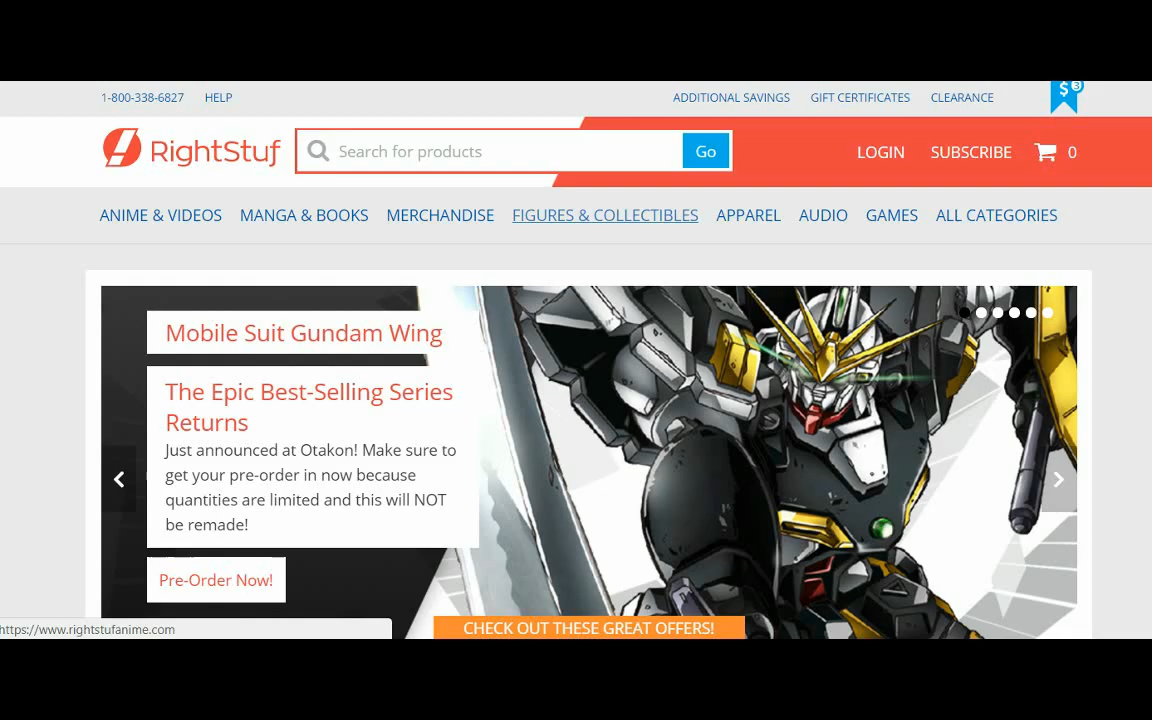 1-800-338-6827 HELP ADDITIONAL SAVINGS GIFT CERTIFICATES CLEARANCE $ 3
RightStuf Search for products Go LOGIN SUBSCRIBE 0
ANIME & VIDEOS MANGA & BOOKS MERCHANDISE FIGURES & COLLECTIBLES APPAREL AUDIO GAMES ALL CATEGORIES
Mobile Suit Gundam Wing
The Epic Best-Selling Series
Returns
Just announced at Otakon! Make sure to
get your pre-order in now because
quantities are limited and this will NOT
be remade!
Pre-Order Now!
CHECK OUT THESE GREAT OFFERS!
https://www.rightstufanime.com